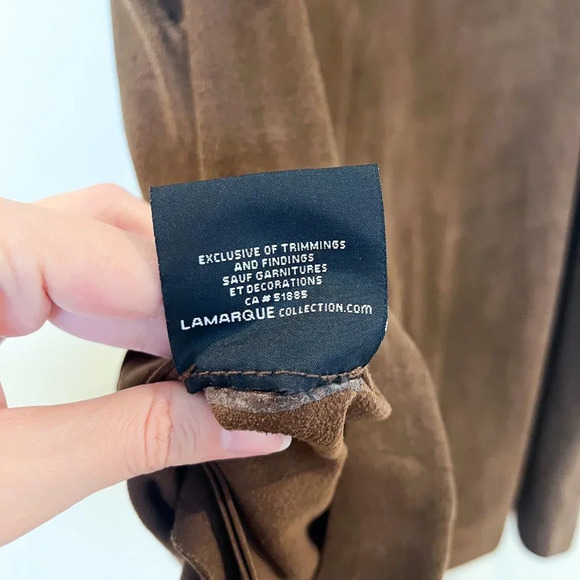 EXCLUSIVE OF TRIMMINGS
AND FINDINGS
SAUF GARNITURES
ET DECORATIONS
CA # 51885
LAMARQUE COLLECTION.COM